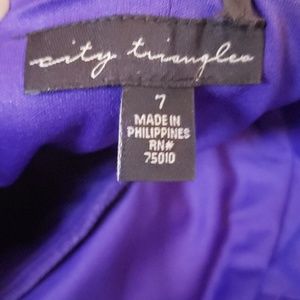 city triangles
7
MADE IN
PHILIPPINES
RN#
75010